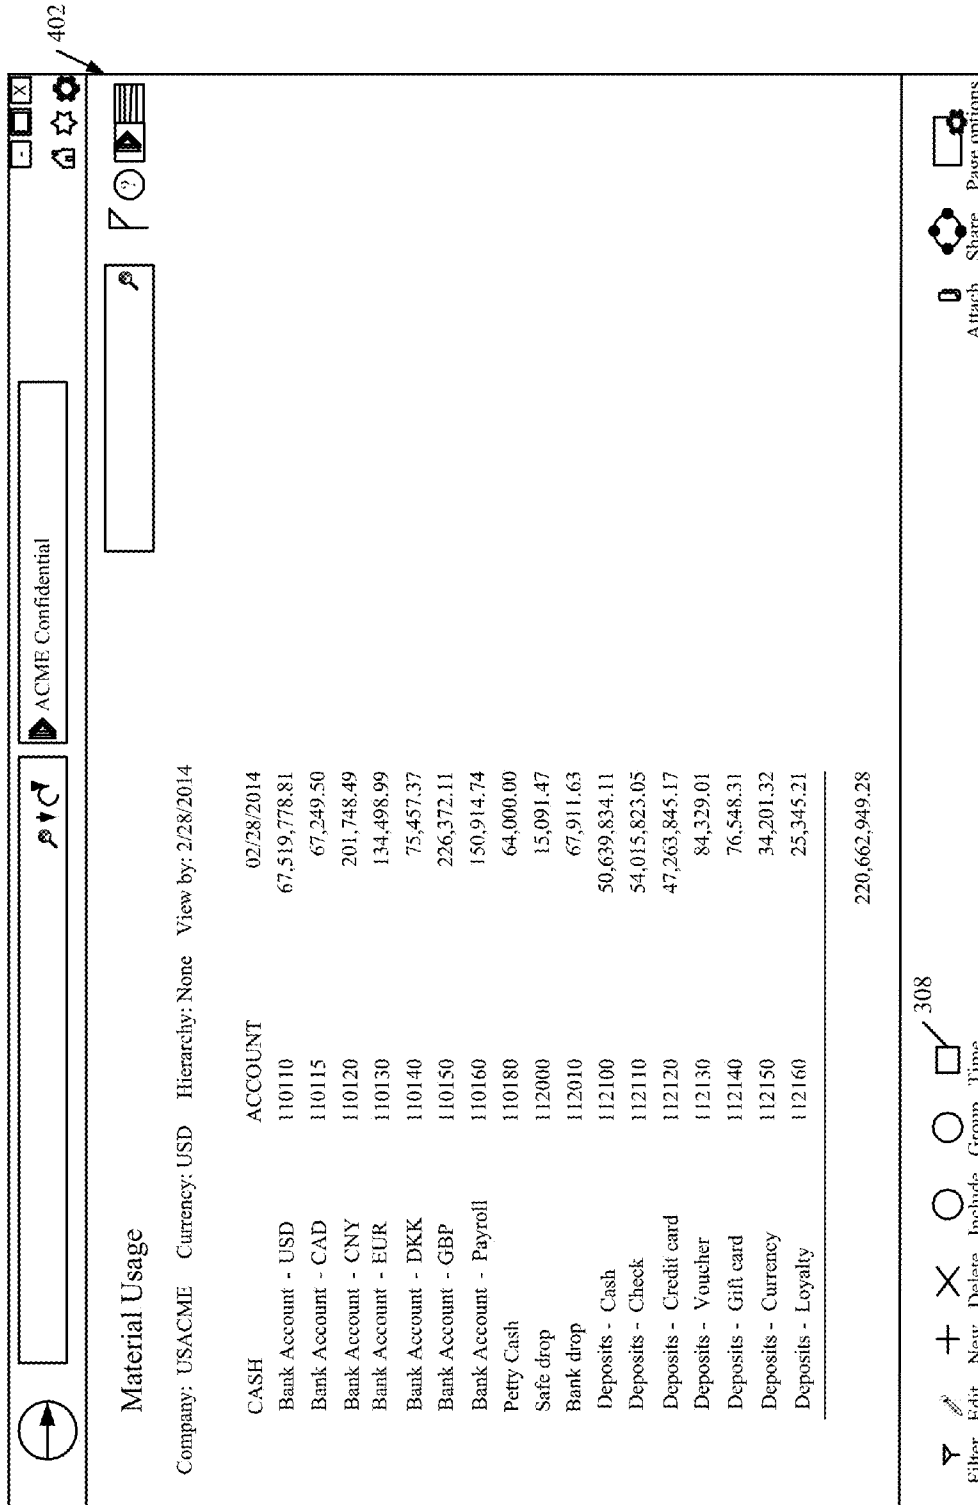 402
- X
ACME Confidential
?
Material Usage
Company: USACME Currency: USD Hierarchy: None View by: 2/28/2014
CASH ACCOUNT 02/28/2014
Bank Account - USD 110110 67,519,778.81
Bank Account - CAD 110115 67,249.50
Bank Account - CNY 110120 201,748.49
Bank Account - EUR 110130 134,498.99
Bank Account - DKK 110140 75,457.37
Bank Account - GBP 110150 226,372.11
Bank Account - Payroll 110160 150,914.74
Petty Cash 110180 64,000.00
Safe drop 112000 15,091.47
Bank drop 112010 67,911.63
Deposits - Cash 112100 50,639,834.11
Deposits - Check 112110 54,015,823.05
Deposits - Credit card 112120 47,263,845.17
Deposits - Voucher 112130 84,329.01
Deposits - Gift card 112140 76,548.31
Deposits - Currency 112150 34,201.32
Deposits - Loyalty 112160 25,345.21
220,662,949.28
308
Filter Edit New Delete Include Group Time Attach Share Page options